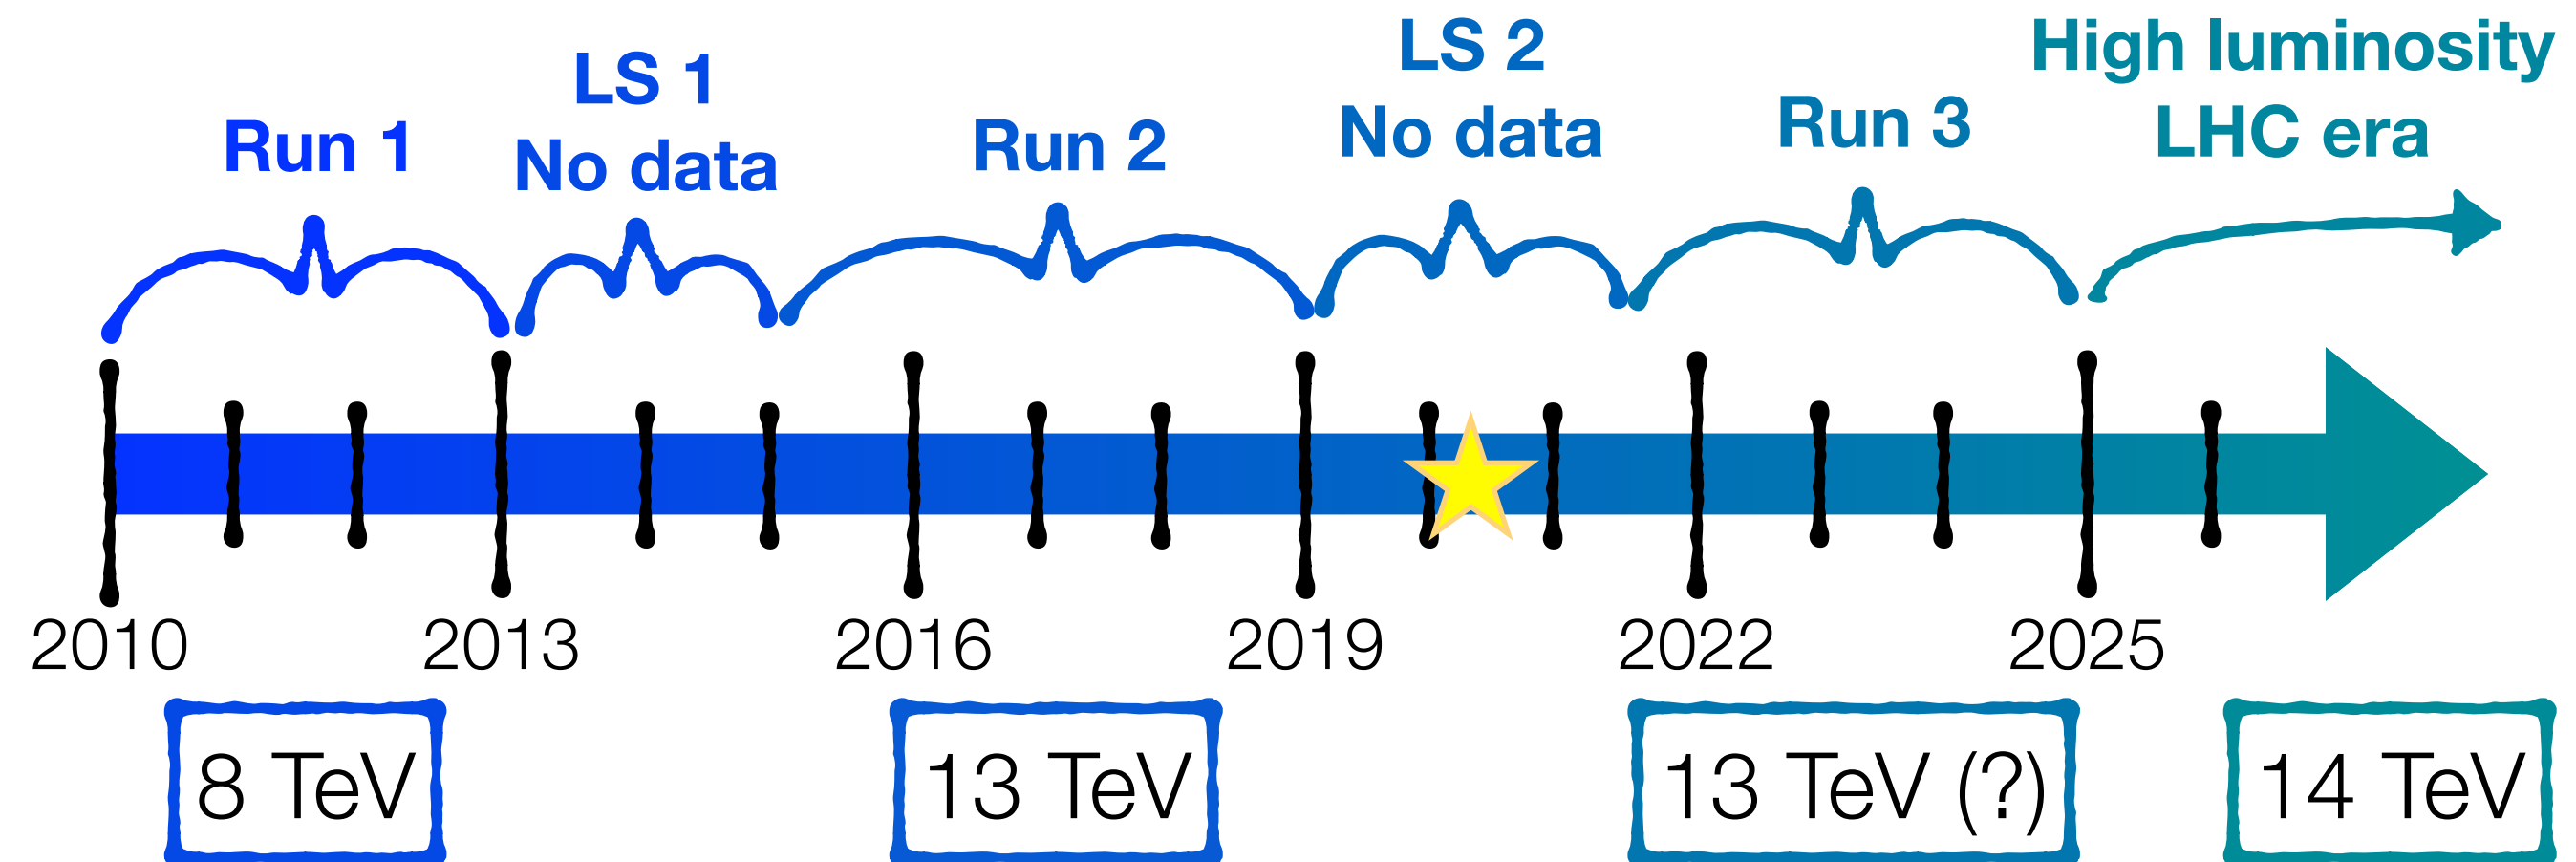 Run 1
LS 1
No data
Run 2
LS 2
No data
Run 3
High luminosity
LHC era
2010
2013
2016
2019
2022
2025
8 TeV
13 TeV
13 TeV (?)
14 TeV